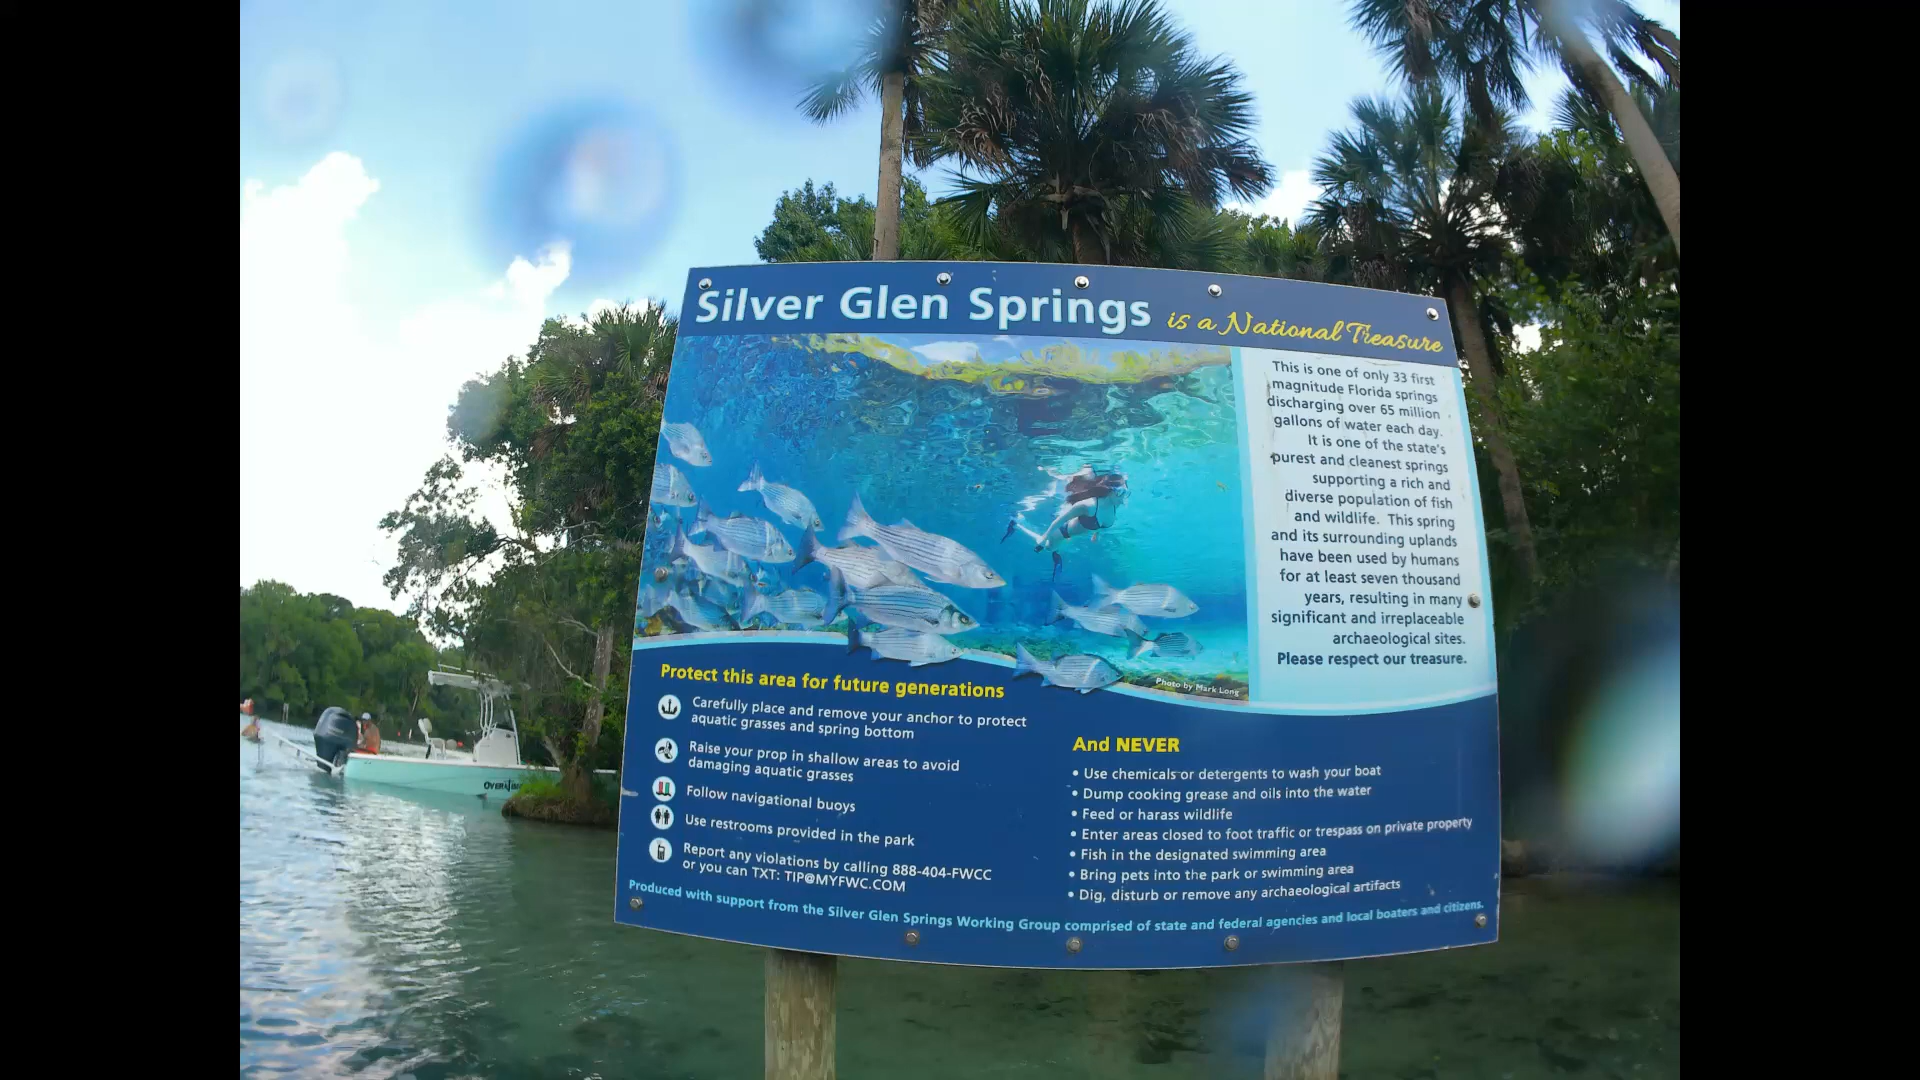 Silver Glen Springs is a National Treasure
This is one of only 33 first
magnitude Florida springs
discharging over 65 million
gallons of water each day.
It is one of the state's
purest and cleanest springs
supporting a rich and
diverse population of fish
and wildlife. This spring
and its surrounding uplands
have been used by humans
for at least seven thousand
years, resulting in many
significant and irreplaceable
archaeological sites.
Please respect our treasure.
Photo by Mark Long
Protect this area for future generations
Carefully place and remove your anchor to protect
aquatic grasses and spring bottom
Raise your prop in shallow areas to avoid
damaging aquatic grasses
Follow navigational buoys
Use restrooms provided in the park
Report any violations by calling 888-404-FWCC
or you can TXT: TIP@MYFWC.COM
And NEVER
• Use chemicals or detergents to wash your boat
• Dump cooking grease and oils into the water
• Feed or harass wildlife
• Enter areas closed to foot traffic or trespass on private property
• Fish in the designated swimming area
• Bring pets into the park or swimming area
• Dig, disturb or remove any archaeological artifacts
Produced with support from the Silver Glen Springs Working Group comprised of state and federal agencies and local boaters and citizens.